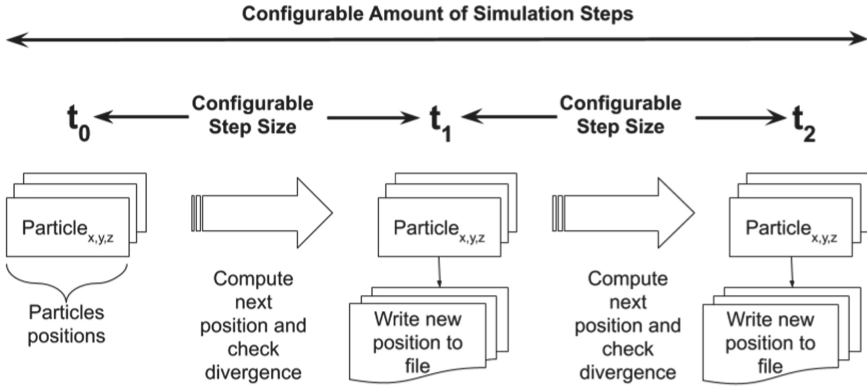 Configurable Amount of Simulation Steps
t0
Configurable
Step Size
t1
Configurable
Step Size
t2
Particlex,y,z
Particles
positions
Compute
next
position and
check
divergence
Particlex,y,z
Write new
position to
file
Compute
next
position and
check
divergence
Particlex,y,z
Write new
position to
file